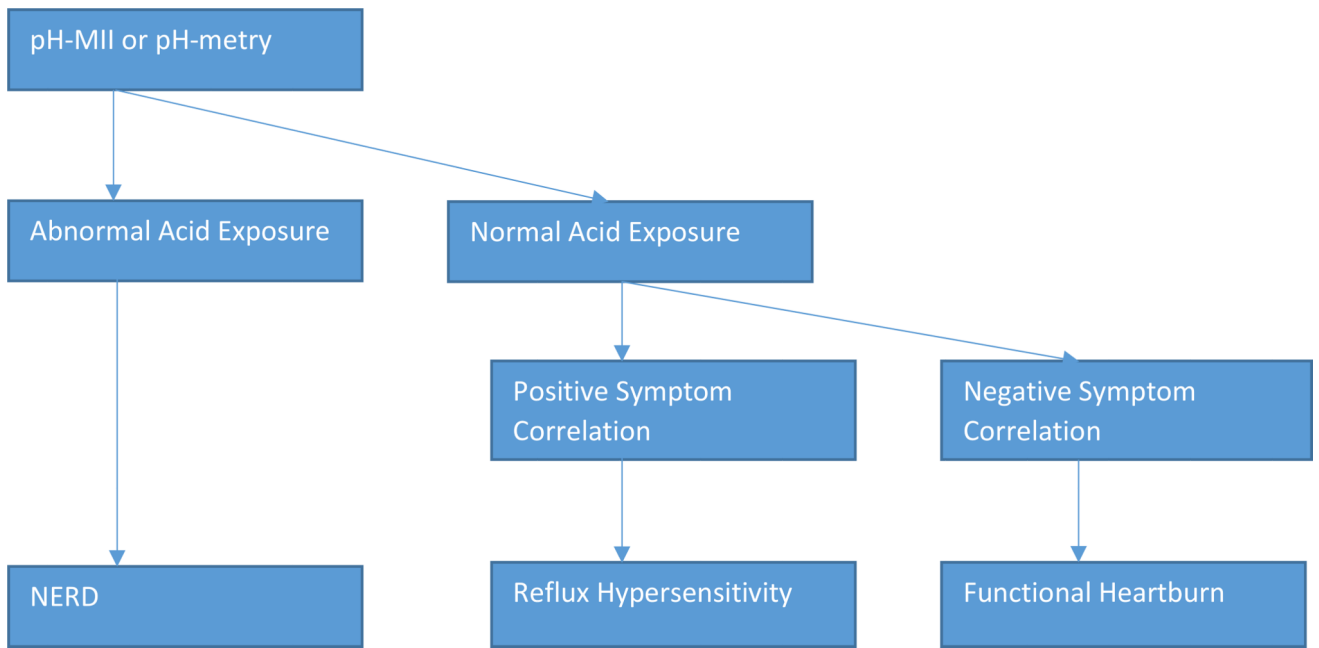 pH-MII or pH-metry
Abnormal Acid Exposure
Normal Acid Exposure
Positive Symptom
Correlation
Negative Symptom
Correlation
NERD
Reflux Hypersensitivity
Functional Heartburn